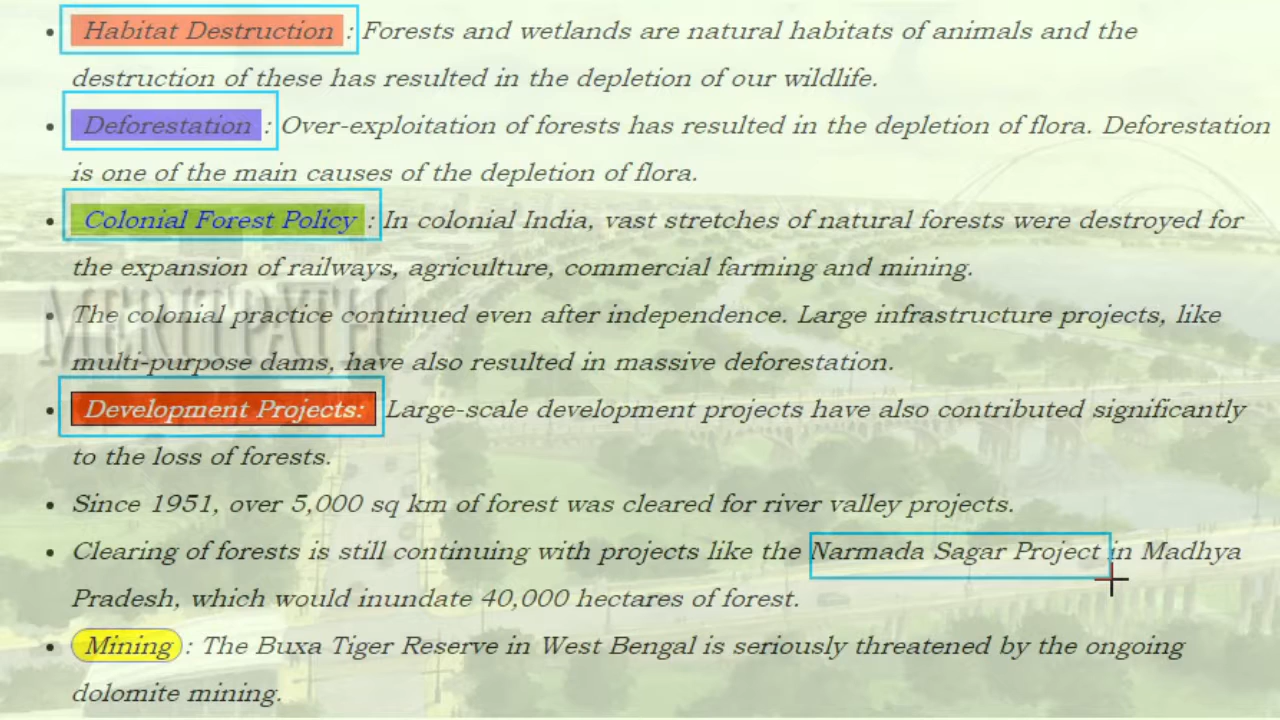 • Habitat Destruction : Forests and wetlands are natural habitats of animals and the
destruction of these has resulted in the depletion of our wildlife.
• Deforestation : Over-exploitation of forests has resulted in the depletion of flora. Deforestation
is one of the main causes of the depletion of flora.
• Colonial Forest Policy : In colonial India, vast stretches of natural forests were destroyed for
the expansion of railways, agriculture, commercial farming and mining.
• The colonial practice continued even after independence. Large infrastructure projects, like
multi-purpose dams, have also resulted in massive deforestation.
MERITPATH
• Development Projects: Large-scale development projects have also contributed significantly
to the loss of forests.
• Since 1951, over 5,000 sq km of forest was cleared for river valley projects.
• Clearing of forests is still continuing with projects like the Narmada Sagar Project in Madhya
Pradesh, which would inundate 40,000 hectares of forest.
• Mining : The Buxa Tiger Reserve in West Bengal is seriously threatened by the ongoing
dolomite mining.